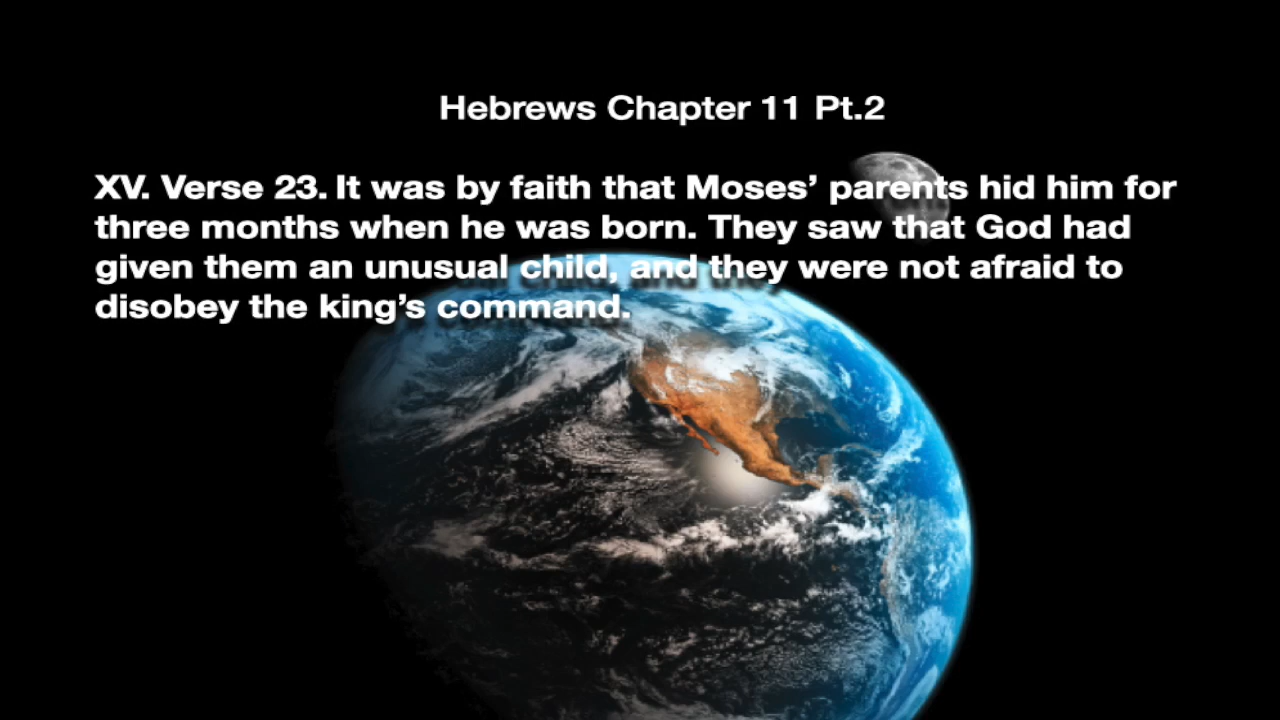 Hebrews Chapter 11 Pt.2
XV. Verse 23. It was by faith that Moses’ parents hid him for
three months when he was born. They saw that God had
given them an unusual child, and they were not afraid to
disobey the king’s command.